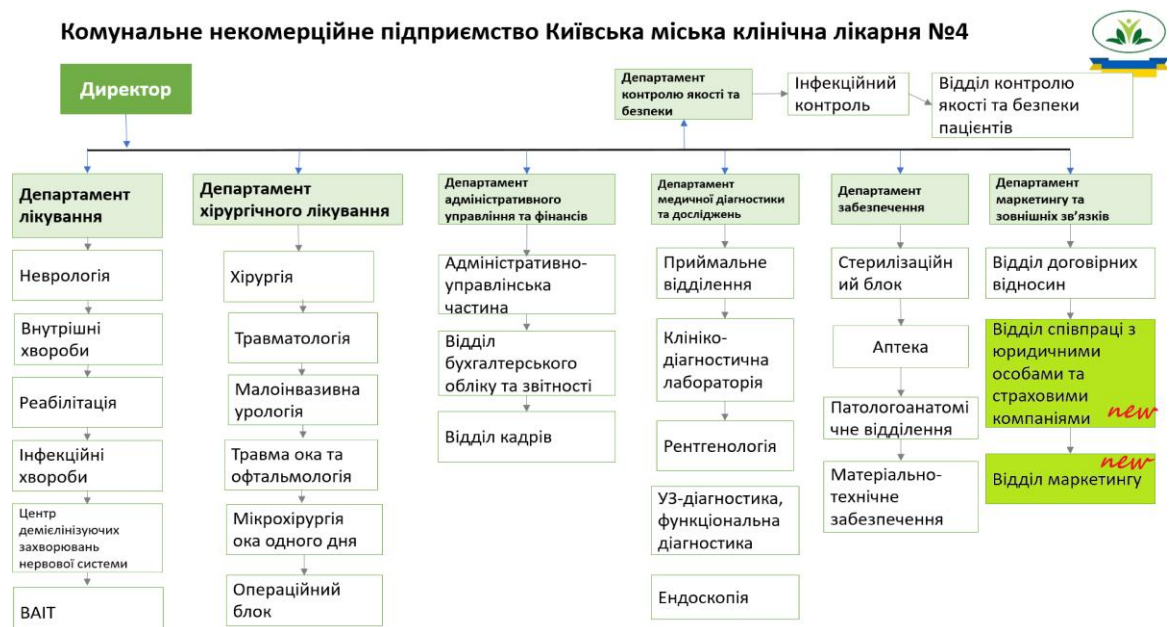 Комунальне некомерційне підприємство Київська міська клінічна лікарня №4
Директор
Департамент
контролю якості та
безпеки
Інфекційний
контроль
Відділ контролю
якості та безпеки
пацієнтів
Департамент
лікування
Неврологія
Внутрішні
хвороби
Реабілітація
Інфекційні
хвороби
Центр
демієлінізуючих
захворювань
нервової системи
ВАІТ
Департамент
хірургічного лікування
Хірургія
Травматологія
Малоінвазивна
урологія
Травма ока та
офтальмологія
Мікрохірургія
ока одного дня
Операційний
блок
Департамент
адміністративного
управління та фінансів
Адміністративно-
управлінська
частина
Відділ
бухгалтерського
обліку та звітності
Відділ кадрів
Департамент
медичної діагностики
та досліджень
Приймальне
відділення
Клініко-
діагностична
лабораторія
Рентгенологія
УЗ-діагностика,
функціональна
діагностика
Ендоскопія
Департамент
забезпечення
Стерилізаційн
ий блок
Аптека
Патологоанатомі
чне відділення
Матеріально-
технічне
забезпечення
Департамент
маркетингу та
зовнішніх зв’язків
Відділ договірних
відносин
Відділ співпраці з
юридичними
особами та
страховими
компаніями new
new
Відділ маркетингу